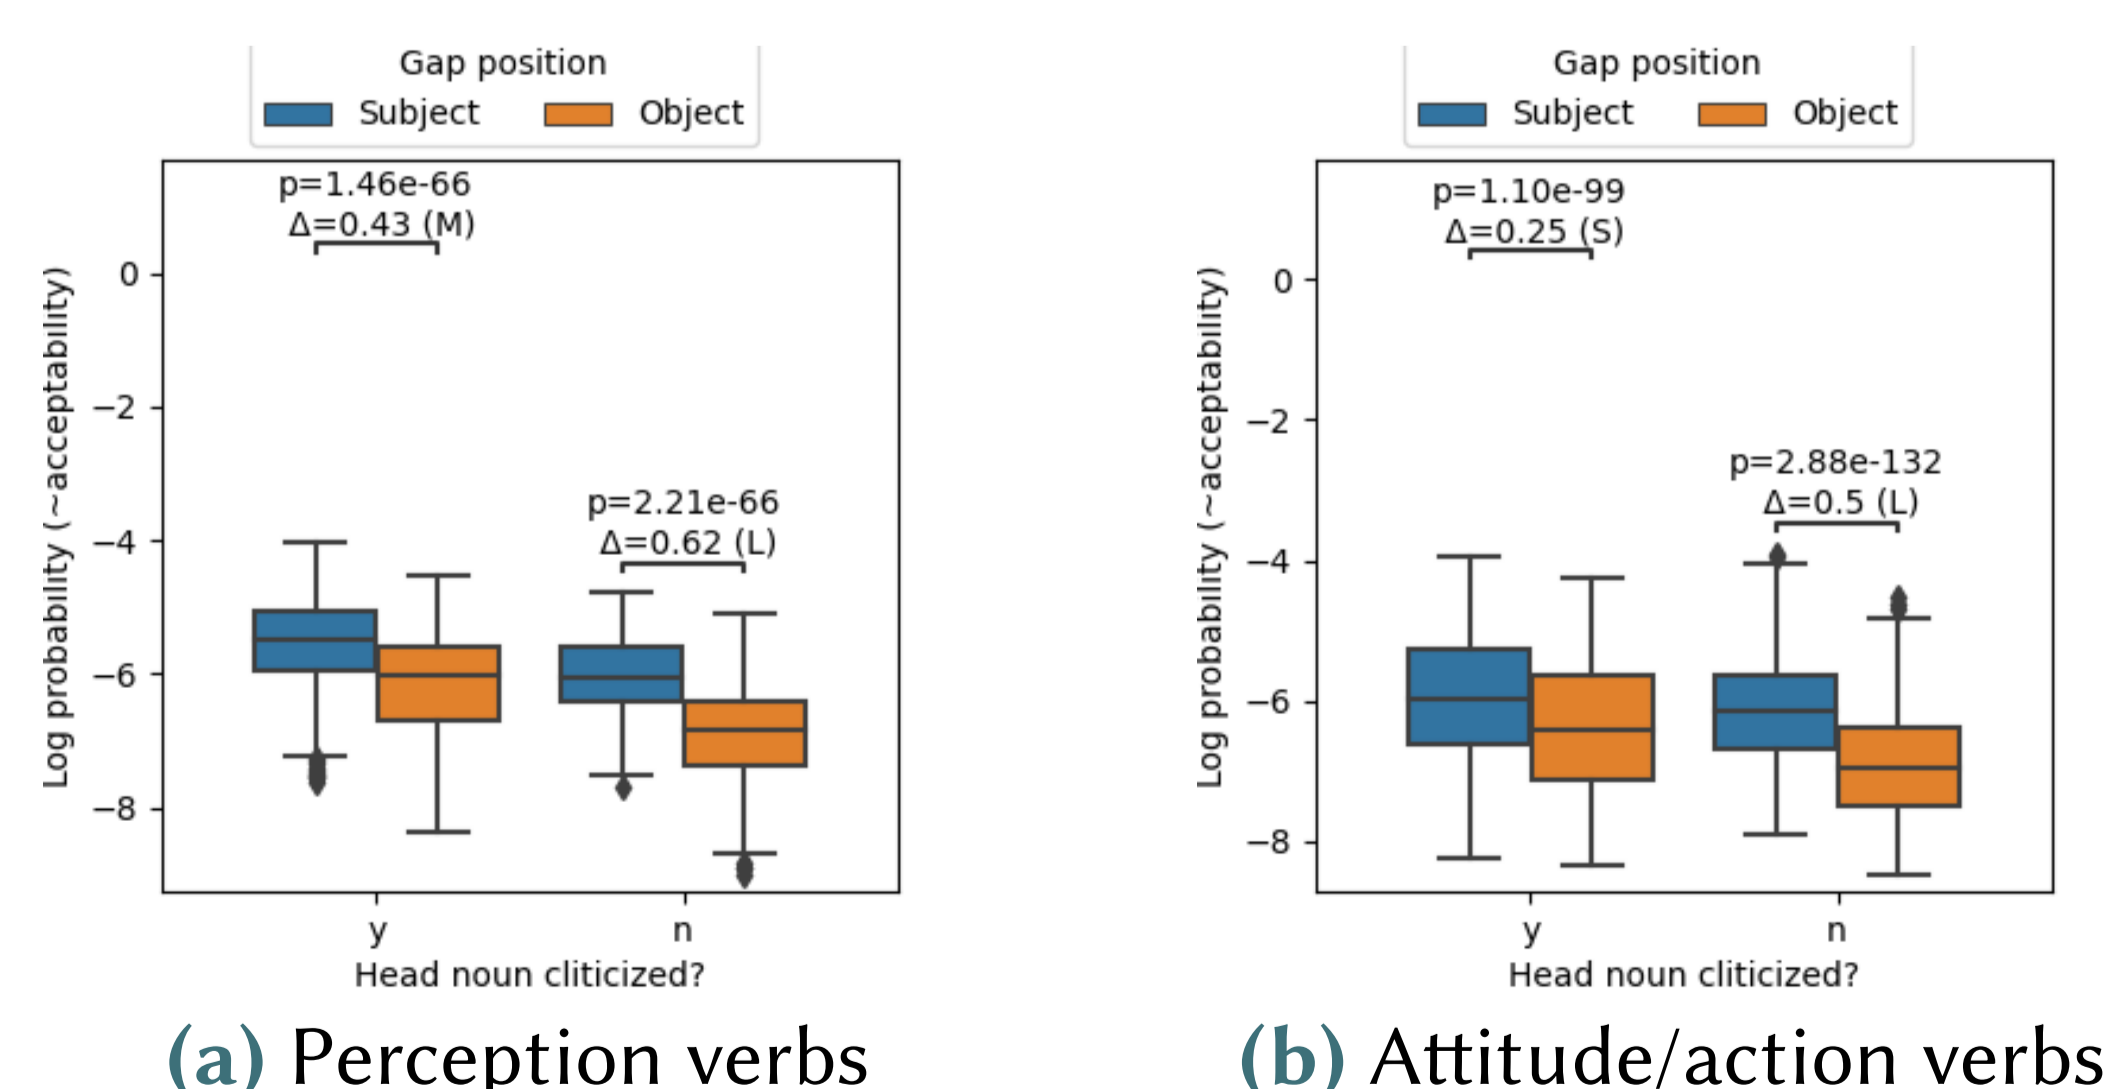 Gap position
Subject Object
p=1.46e-66
Δ=0.43 (M)
p=2.21e-66
Δ=0.62 (L)
Log probability (~acceptability)
0
−2
−4
−6
−8
y n
Head noun cliticized?
(a) Perception verbs
Gap position
Subject Object
p=1.10e-99
Δ=0.25 (S)
p=2.88e-132
Δ=0.5 (L)
Log probability (~acceptability)
0
−2
−4
−6
−8
y n
Head noun cliticized?
(b) Attitude/action verbs